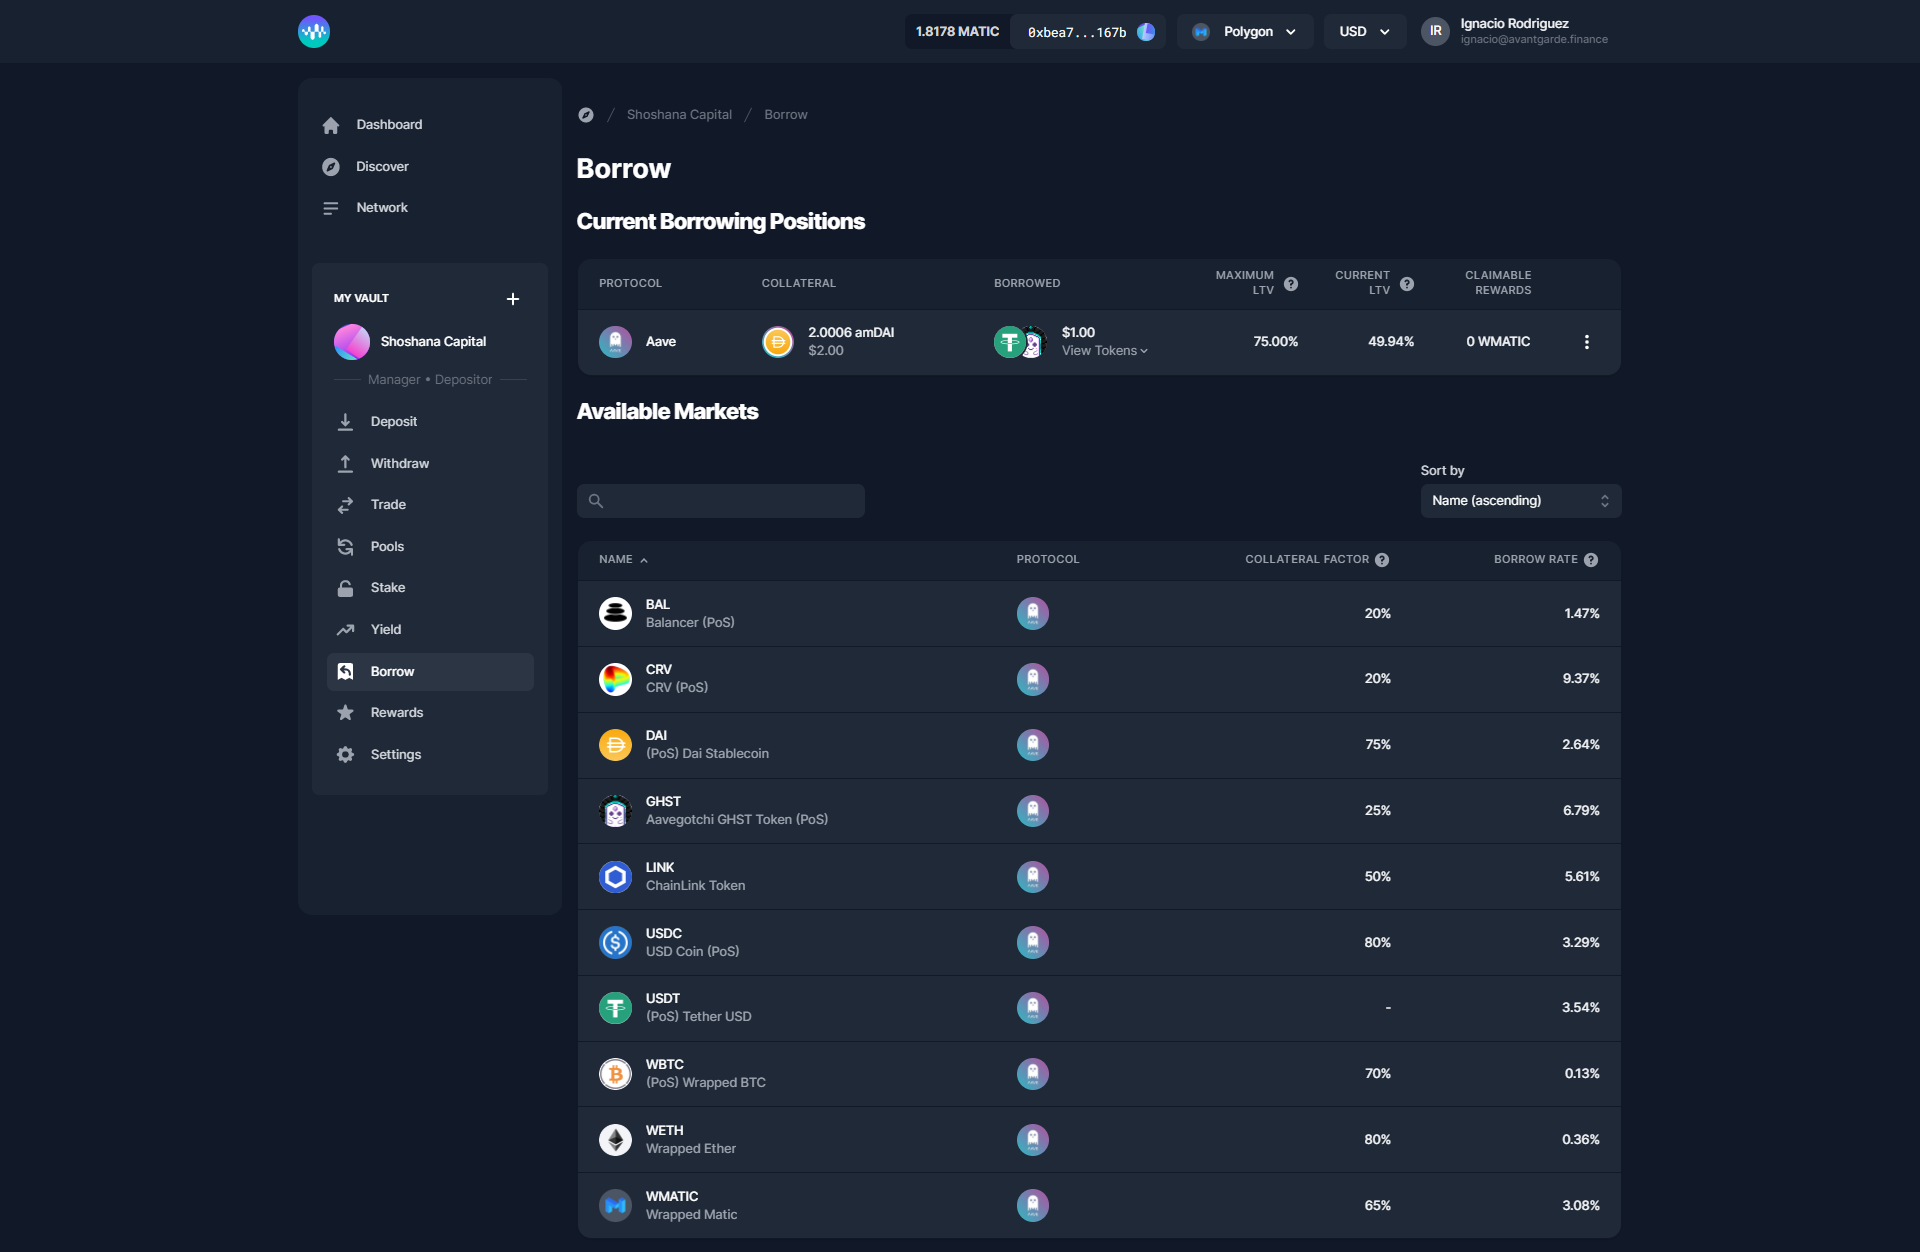 1.8178 MATIC
0xbea7...167b
Polygon
USD
IR
Ignacio Rodriguez
ignacio@avantgarde.finance
Dashboard
Discover
Network
MY VAULT
Shoshana Capital
Manager • Depositor
Deposit
Withdraw
Trade
Pools
Stake
Yield
Borrow
Rewards
Settings
/ Shoshana Capital / Borrow
Borrow
Current Borrowing Positions
PROTOCOL
COLLATERAL
BORROWED
MAXIMUM
LTV
CURRENT
LTV
CLAIMABLE
REWARDS
Aave
2.0006 amDAI
$2.00
$1.00
View Tokens
75.00%
49.94%
0 WMATIC
Available Markets
Sort by
Name (ascending)
NAME
PROTOCOL
COLLATERAL FACTOR
BORROW RATE
BAL
Balancer (PoS)
20%
1.47%
CRV
CRV (PoS)
20%
9.37%
DAI
(PoS) Dai Stablecoin
75%
2.64%
GHST
Aavegotchi GHST Token (PoS)
25%
6.79%
LINK
ChainLink Token
50%
5.61%
USDC
USD Coin (PoS)
80%
3.29%
USDT
(PoS) Tether USD
-
3.54%
WBTC
(PoS) Wrapped BTC
70%
0.13%
WETH
Wrapped Ether
80%
0.36%
WMATIC
Wrapped Matic
65%
3.08%